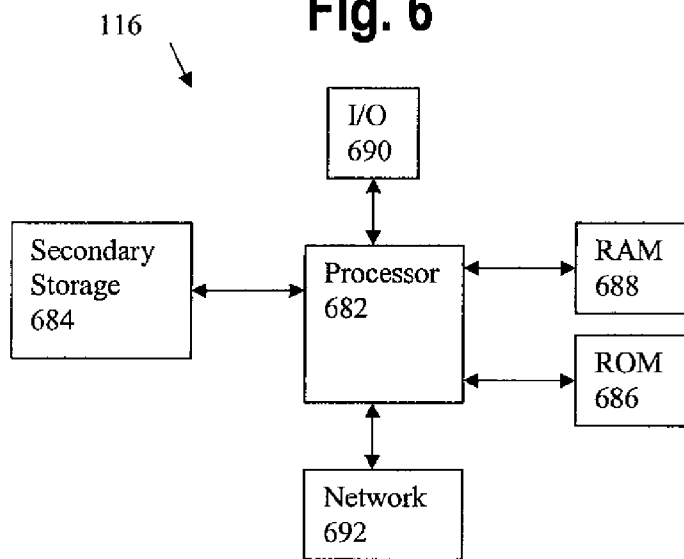 Fig. 6
116
I/O
690
Secondary
Storage
684
Processor
682
RAM
688
ROM
686
Network
692